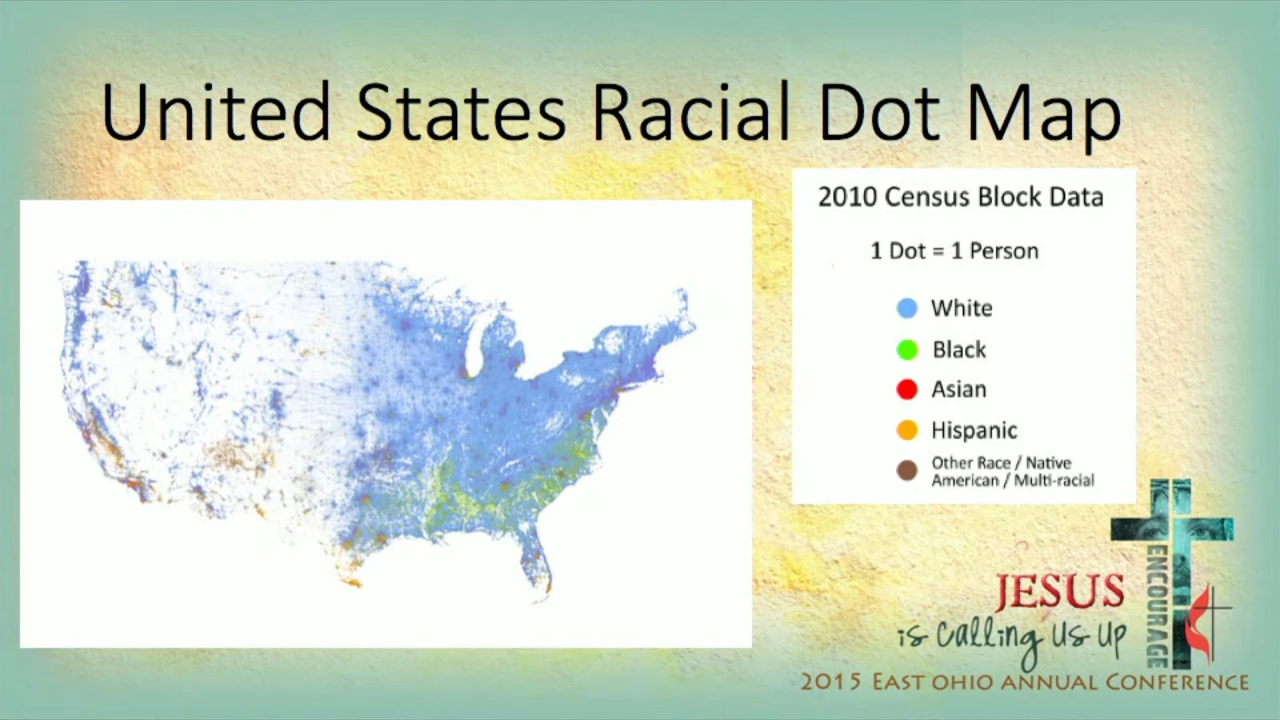 United States Racial Dot Map
2010 Census Block Data
1 Dot = 1 Person
White
Black
Asian
Hispanic
Other Race / Native
American / Multi-racial
ENCOURAGE
JESUS
is calling us up
2015 EAST OHIO ANNUAL CONFERENCE